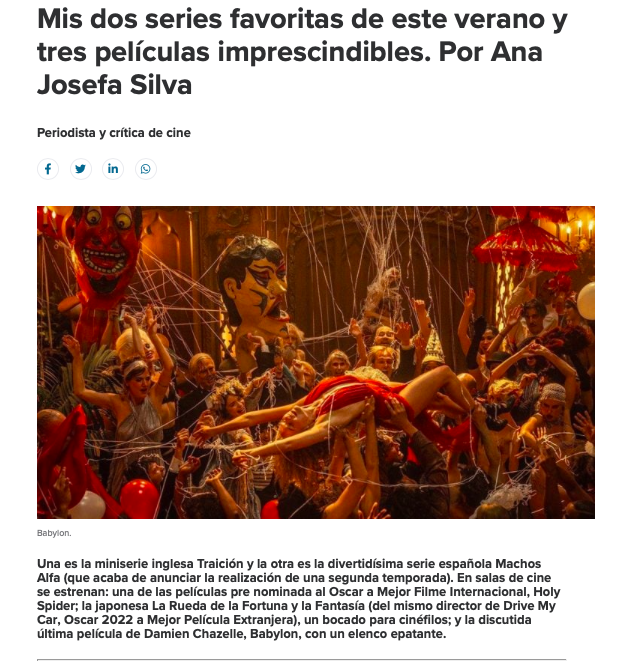 Mis dos series favoritas de este verano y
tres películas imprescindibles. Por Ana
Josefa Silva
Periodista y crítica de cine
Babylon.
Una es la miniserie inglesa Traición y la otra es la divertidísima serie española Machos
Alfa (que acaba de anunciar la realización de una segunda temporada). En salas de cine
se estrenan: una de las películas pre nominada al Oscar a Mejor Filme Internacional, Holy
Spider; la japonesa La Rueda de la Fortuna y la Fantasía (del mismo director de Drive My
Car, Oscar 2022 a Mejor Película Extranjera), un bocado para cinéfilos; y la discutida
última película de Damien Chazelle, Babylon, con un elenco epatante.